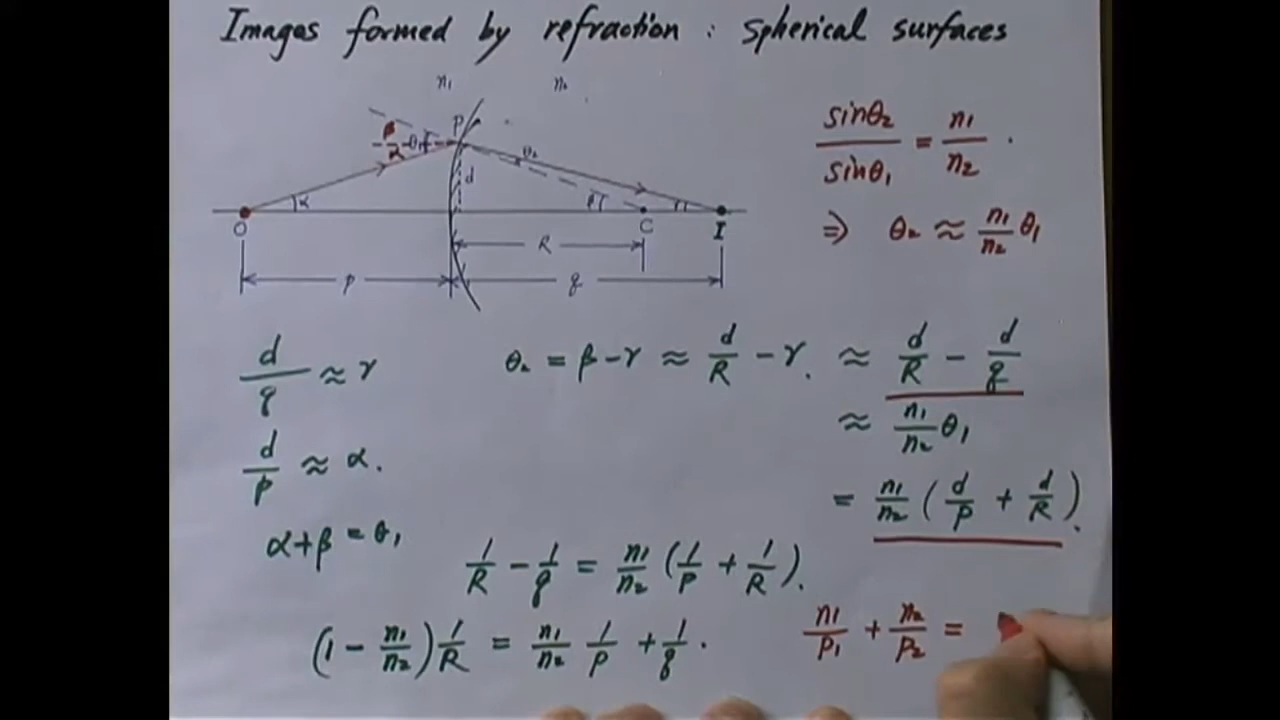 Images formed by refraction : spherical surfaces
n₁ n₂
P
β
α θ₁ θ₂
d
α β γ
O C I
R
p q
sinθ₂/sinθ₁ = n₁/n₂ .
⇒ θ₂ ≈ n₁/n₂ θ₁
d/q ≈ γ
θ₂ = β − γ ≈ d/R − γ. ≈ d/R − d/q
≈ n₁/n₂ θ₁
d/p ≈ α.
= n₁/n₂ (d/p + d/R).
α+β = θ₁
1/R − 1/q = n₁/n₂ (1/p + 1/R).
(1 − n₁/n₂) 1/R = n₁/n₂ 1/p + 1/q .
n₁/p₁ + n₂/p₂ =